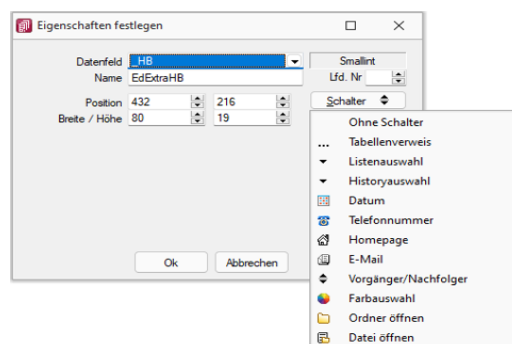 Eigenschaften festlegen
Datenfeld _HB Smallint
Name EdExtraHB Lfd. Nr
Position 432 216 Schalter
Breite / Höhe 80 19
Ohne Schalter
... Tabellenverweis
Listenauswahl
Historyauswahl
Datum
Telefonnummer
Homepage
E-Mail
Vorgänger/Nachfolger
Farbauswahl
Ordner öffnen
Datei öffnen
Ok Abbrechen